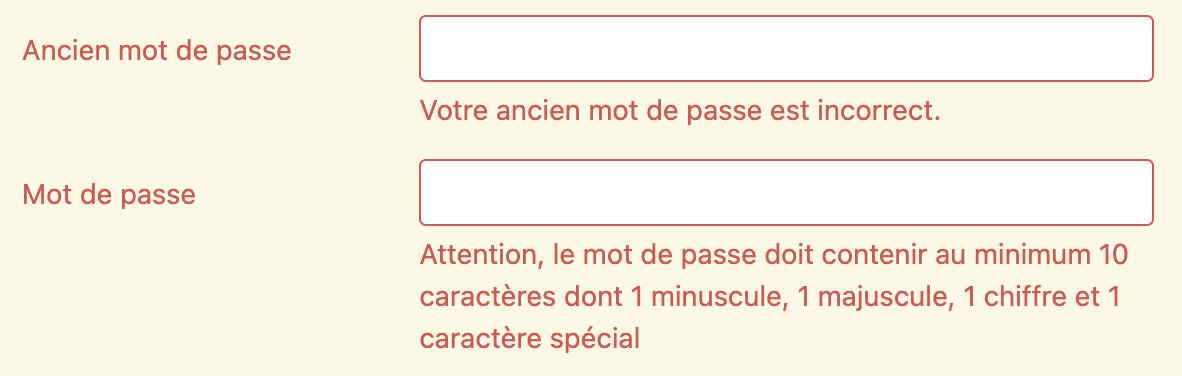 Ancien mot de passe
Votre ancien mot de passe est incorrect.
Mot de passe
Attention, le mot de passe doit contenir au minimum 10
caractères dont 1 minuscule, 1 majuscule, 1 chiffre et 1
caractère spécial